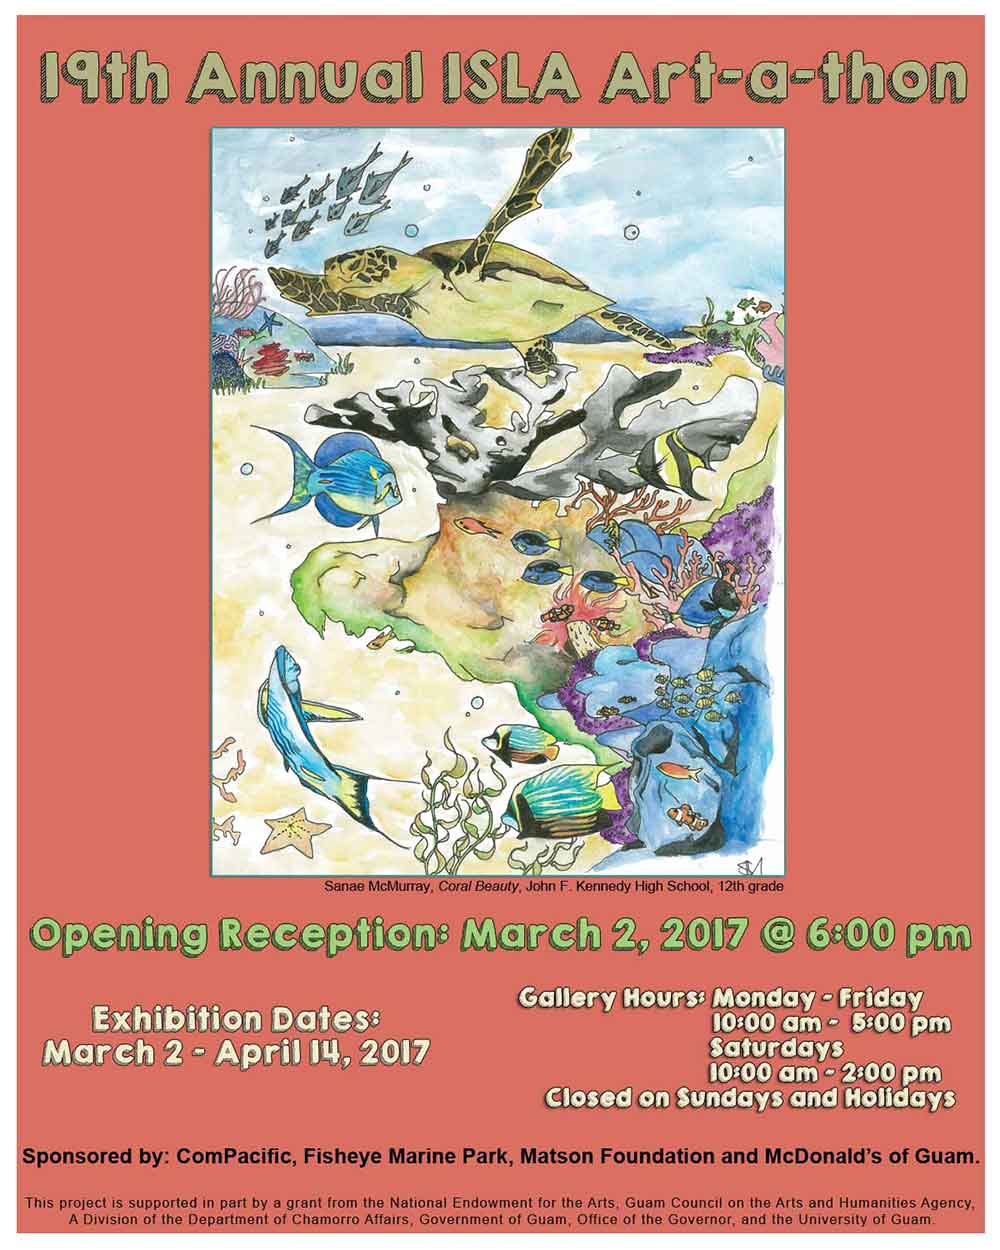 19th Annual ISLA Art-a-thon
SM
Sanae McMurray, Coral Beauty, John F. Kennedy High School, 12th grade
Opening Reception: March 2, 2017 @ 6:00 pm
Exhibition Dates:
March 2 - April 14, 2017
Gallery Hours: Monday - Friday
10:00 am - 5:00 pm
Saturdays
10:00 am - 2:00 pm
Closed on Sundays and Holidays
Sponsored by: ComPacific, Fisheye Marine Park, Matson Foundation and McDonald's of Guam.
This project is supported in part by a grant from the National Endowment for the Arts, Guam Council on the Arts and Humanities Agency,
A Division of the Department of Chamorro Affairs, Government of Guam, Office of the Governor, and the University of Guam.